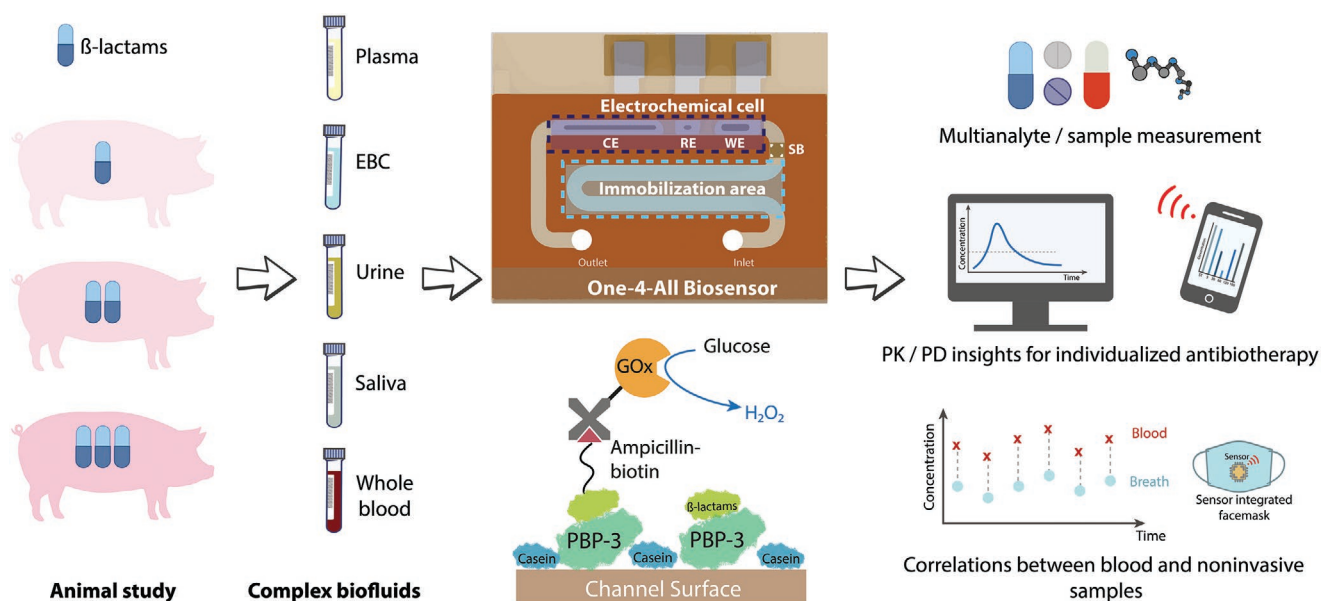 ß-lactams
Animal study
Plasma
EBC
Urine
Saliva
Whole
blood
Complex biofluids
Electrochemical cell
CE
RE
WE
SB
Immobilization area
Outlet
Inlet
One-4-All Biosensor
GOx
Glucose
H₂O₂
Ampicillin-
biotin
ß-lactams
PBP-3
PBP-3
Casein
Casein
Casein
Channel Surface
Multianalyte / sample measurement
Concentration
Time
PK / PD insights for individualized antibiotherapy
Concentration
Blood
Breath
Time
Sensor
Sensor integrated
facemask
Correlations between blood and noninvasive
samples